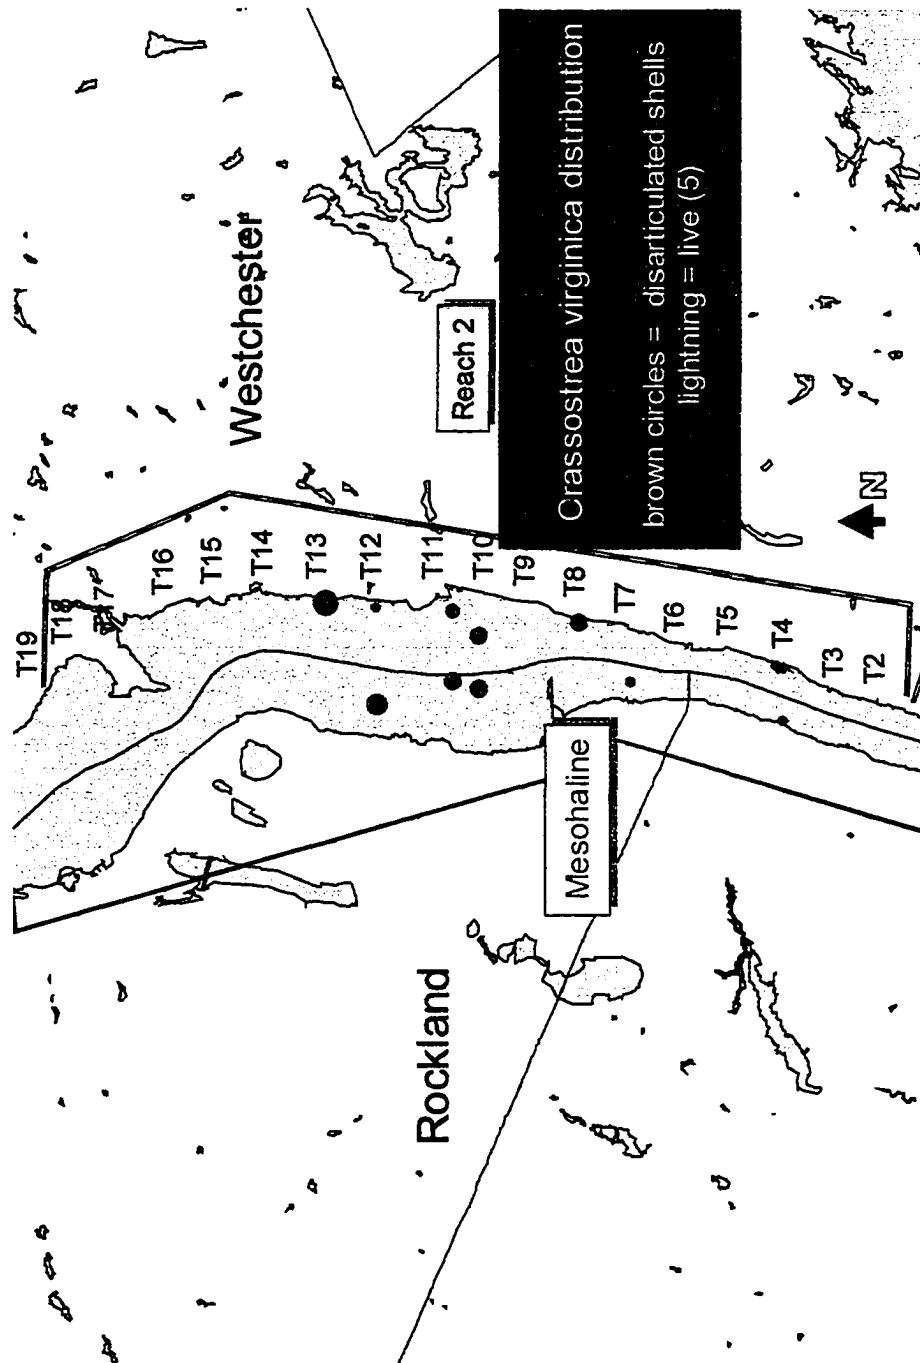 Westchester
Reach 2
Crassostrea virginica distribution
brown circles = disarticulated shells
lightning = live (5)
T19
T18
T16
T15
T14
T13
T12
T11
T10
T9
T8
T7
T6
T5
T4
T3
T2
N
Mesohaline
Rockland